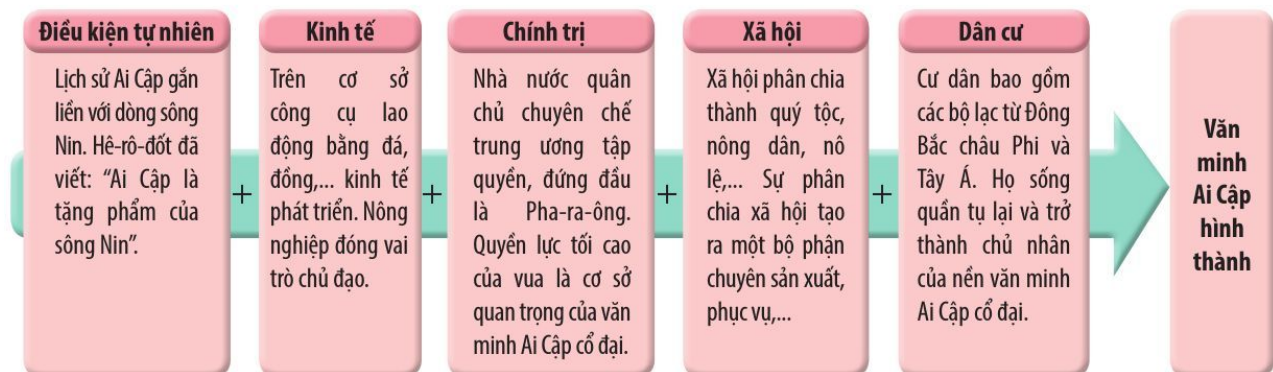 Điều kiện tự nhiên
Lịch sử Ai Cập gắn
liền với dòng sông
Nin. Hê-rô-đốt đã
viết: “Ai Cập là
tặng phẩm của
sông Nin”.
+
Kinh tế
Trên cơ sở
công cụ lao
động bằng đá,
đồng,... kinh tế
phát triển. Nông
nghiệp đóng vai
trò chủ đạo.
+
Chính trị
Nhà nước quân
chủ chuyên chế
trung ương tập
quyền, đứng đầu
là Pha-ra-ông.
Quyền lực tối cao
của vua là cơ sở
quan trọng của văn
minh Ai Cập cổ đại.
+
Xã hội
Xã hội phân chia
thành quý tộc,
nông dân, nô
lệ,... Sự phân
chia xã hội tạo
ra một bộ phận
chuyên sản xuất,
phục vụ,...
+
Dân cư
Cư dân bao gồm
các bộ lạc từ Đông
Bắc châu Phi và
Tây Á. Họ sống
quần tụ lại và trở
thành chủ nhân
của nền văn minh
Ai Cập cổ đại.
Văn
minh
Ai Cập
hình
thành